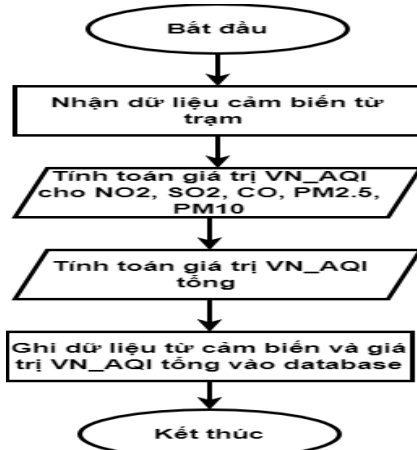 Bắt đầu
Nhận dữ liệu cảm biến từ
trạm
Tính toán giá trị VN_AQI
cho NO2, SO2, CO, PM2.5,
PM10
Tính toán giá trị VN_AQI
tổng
Ghi dữ liệu từ cảm biến và giá
trị VN_AQI tổng vào database
Kết thúc